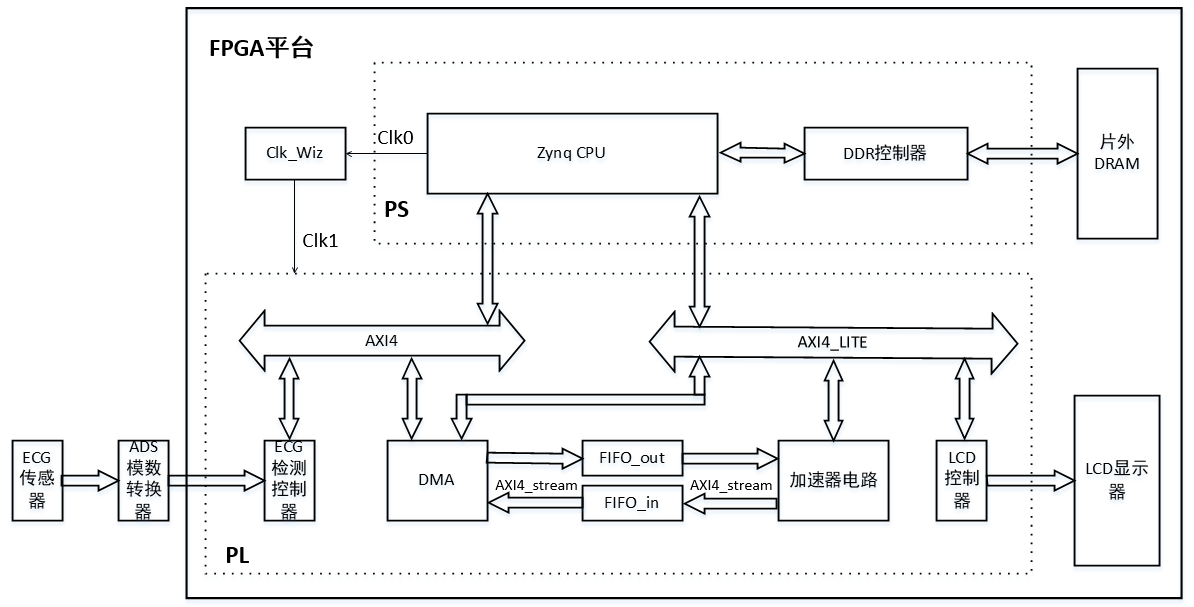 FPGA平台
Clk_Wiz
Clk0
Zynq CPU
DDR控制器
片外
DRAM
PS
Clk1
AXI4
AXI4_LITE
ECG
传感
器
ADS
模数
转换
器
ECG
检测
控制
器
DMA
FIFO_out
AXI4_stream
AXI4_stream
FIFO_in
加速器电路
LCD
控制
器
LCD显示
器
PL